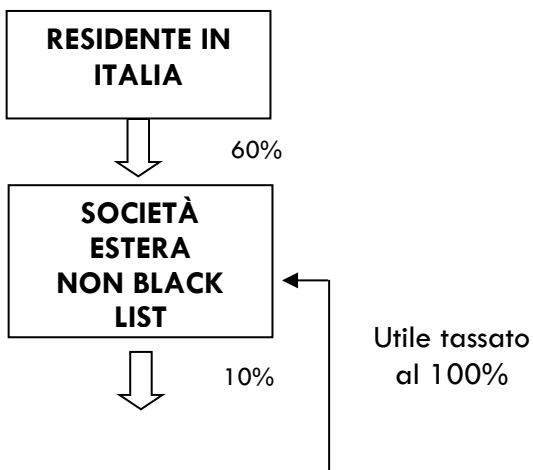 RESIDENTE IN
ITALIA
60%
SOCIETÀ
ESTERA
NON BLACK
LIST
Utile tassato
al 100%
10%